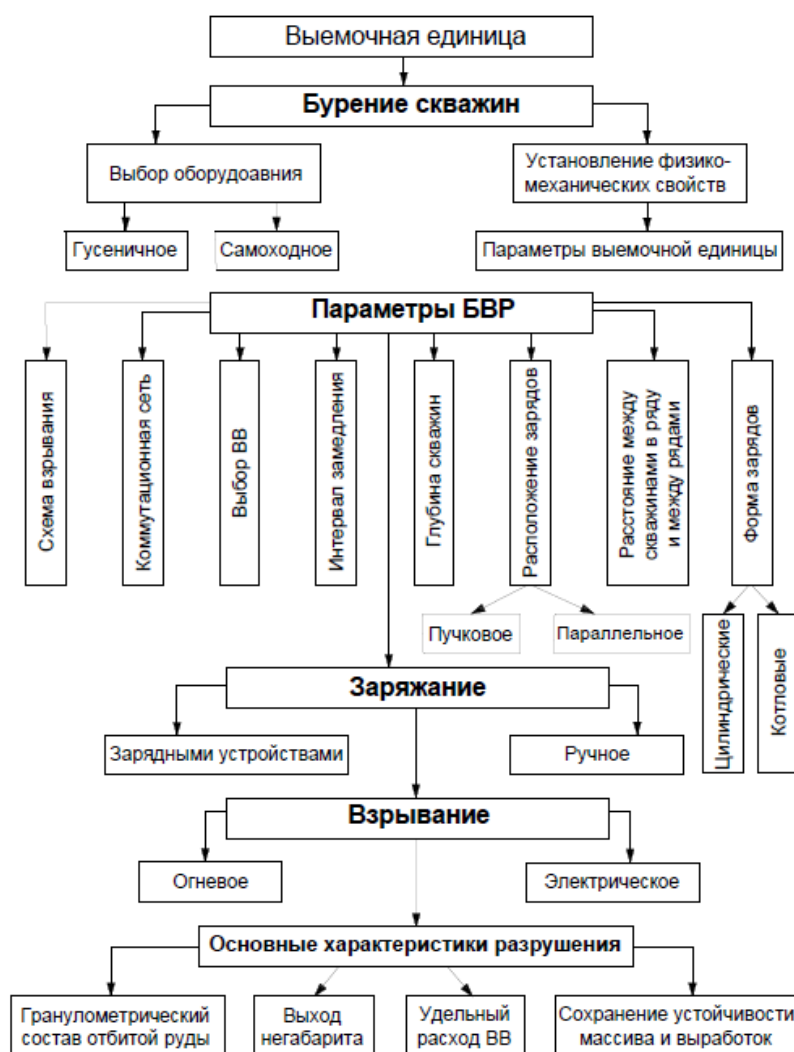 Выемочная единица
Бурение скважин
Выбор оборудоавния
Установление физико-
механических свойств
Гусеничное
Самоходное
Параметры выемочной единицы
Параметры БВР
Схема взрывания
Коммутационная сеть
Выбор ВВ
Интервал замедления
Глубина скважин
Расположение зарядов
Расстояние между
скважинами в ряду
и между рядами
Форма зарядов
Пучковое
Параллельное
Цилиндрические
Котловые
Заряжание
Зарядными устройствами
Ручное
Взрывание
Огневое
Электрическое
Основные характеристики разрушения
Гранулометрический
состав отбитой руды
Выход
негабарита
Удельный
расход ВВ
Сохранение устойчивости
массива и выработок